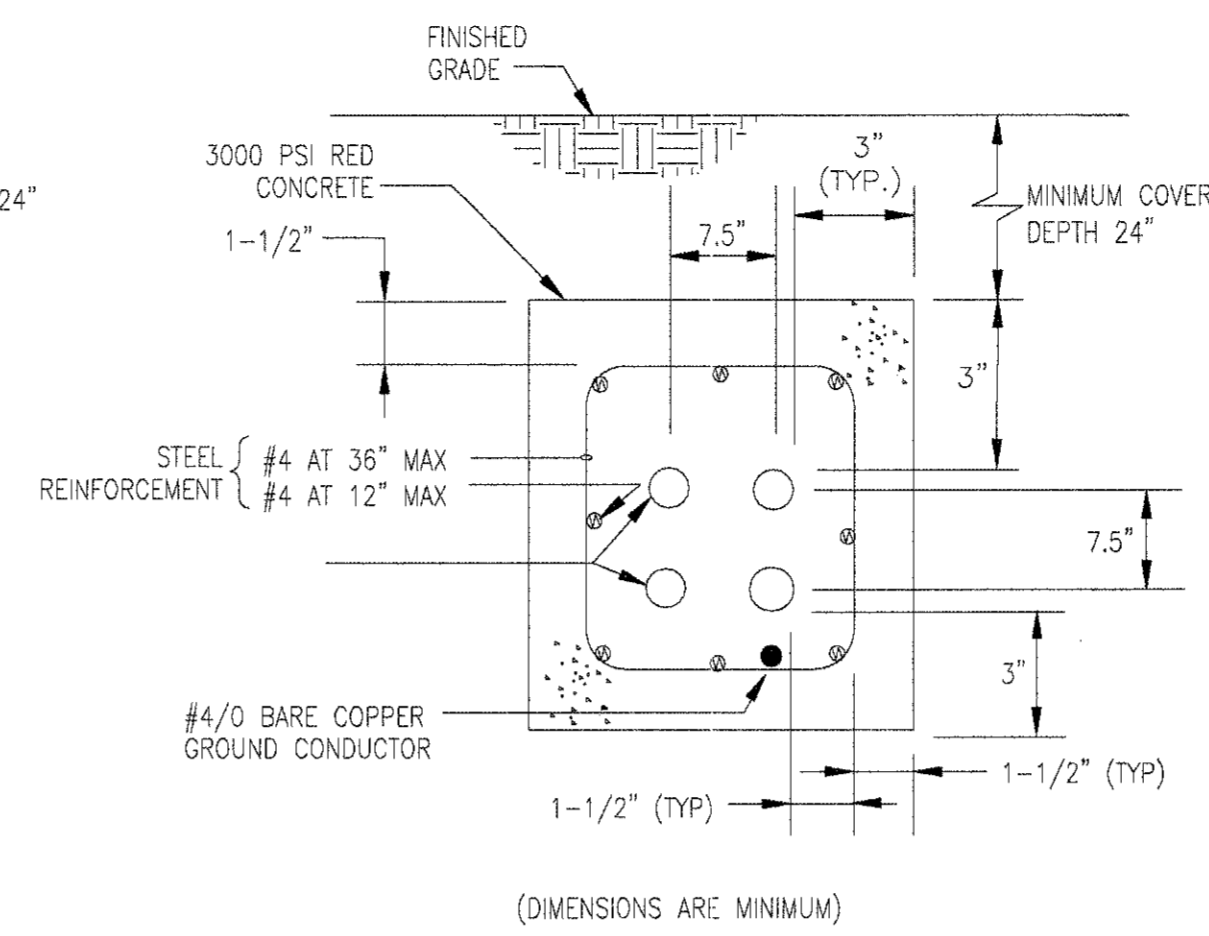 FINISHED
GRADE
3000 PSI RED
CONCRETE
24"
1-1/2"
3"
(TYP.)
7.5"
MINIMUM COVER
DEPTH 24"
3"
STEEL
REINFORCEMENT
#4 AT 36" MAX
#4 AT 12" MAX
7.5"
3"
#4/0 BARE COPPER
GROUND CONDUCTOR
1-1/2" (TYP)
1-1/2" (TYP)
(DIMENSIONS ARE MINIMUM)